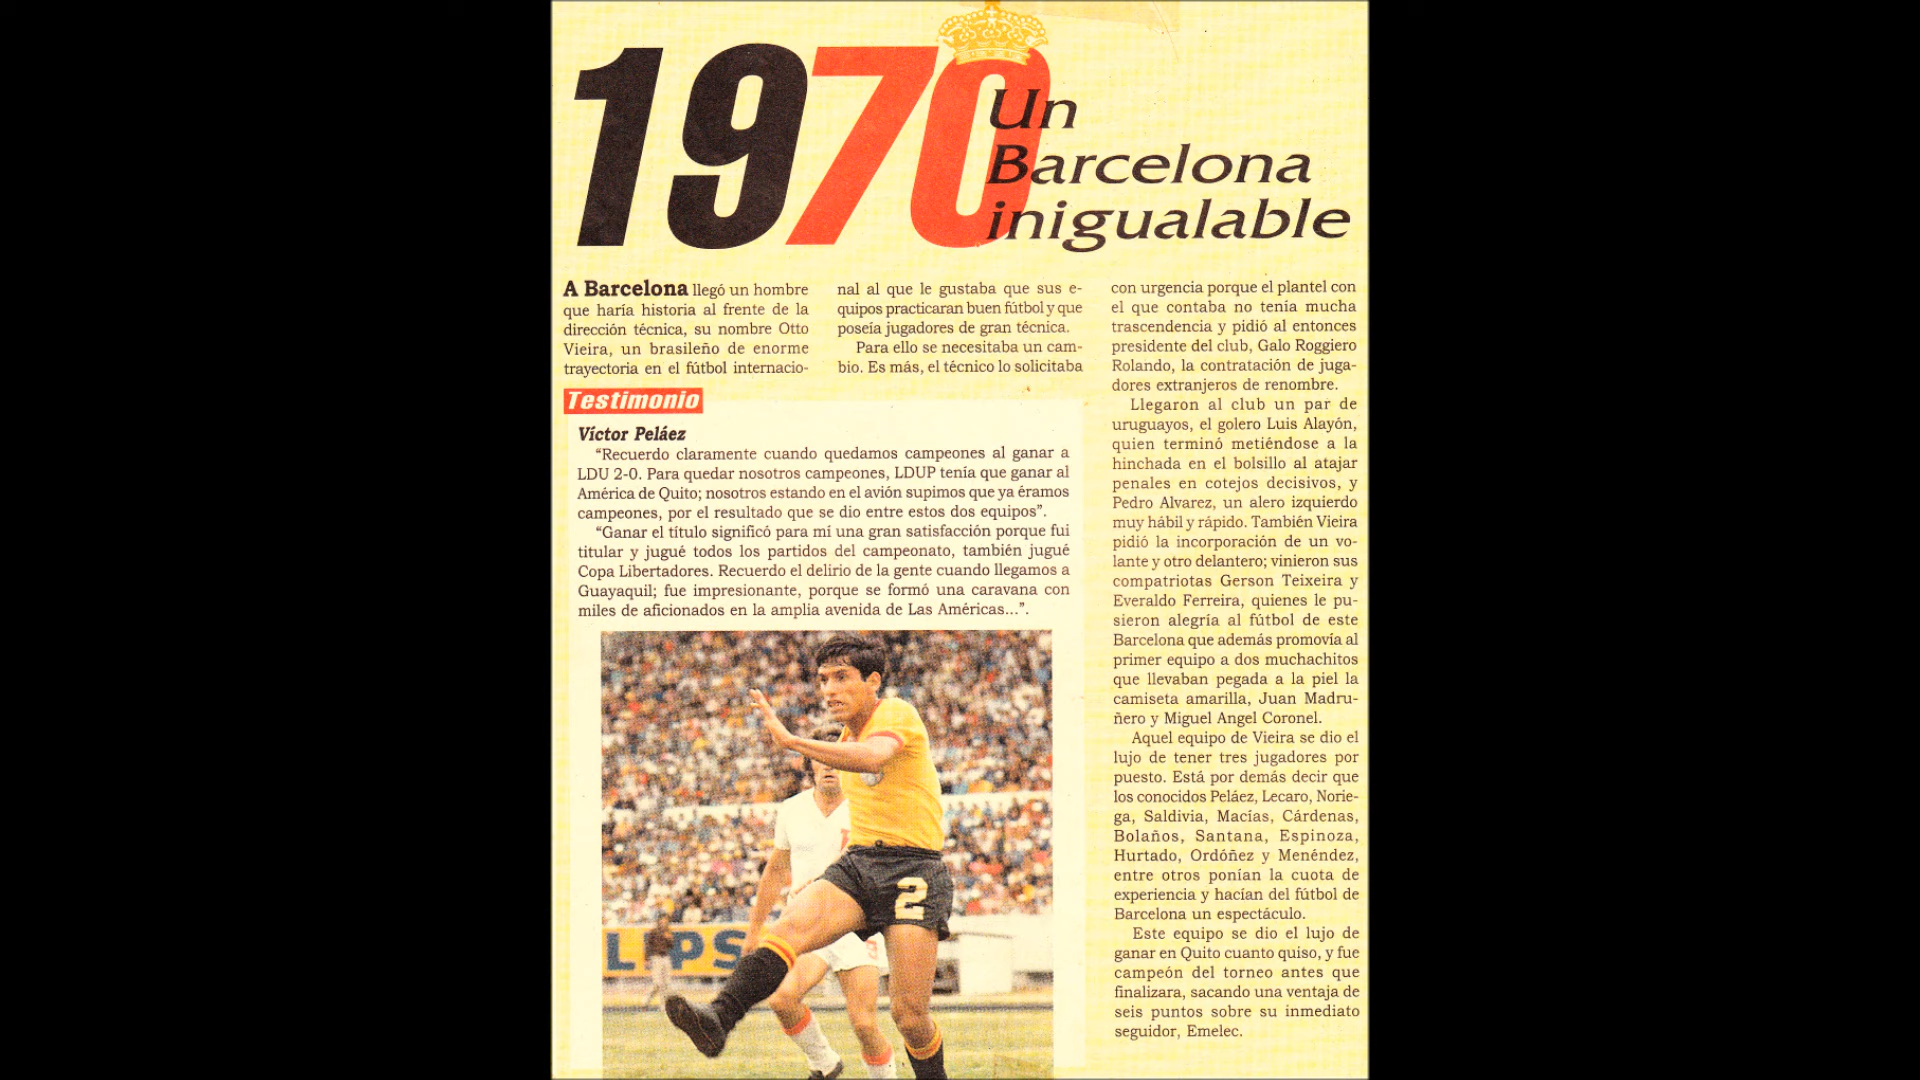 1970
Un
Barcelona
inigualable
A Barcelona llegó un hombre
que haría historia al frente de la
dirección técnica, su nombre Otto
Vieira, un brasileño de enorme
trayectoria en el fútbol internacio-
nal al que le gustaba que sus e-
quipos practicaran buen fútbol y que
poseía jugadores de gran técnica.
Para ello se necesitaba un cam-
bio. Es más, el técnico lo solicitaba
con urgencia porque el plantel con
el que contaba no tenía mucha
trascendencia y pidió al entonces
presidente del club, Galo Roggiero
Rolando, la contratación de juga-
dores extranjeros de renombre.
Llegaron al club un par de
uruguayos, el golero Luis Alayón,
quien terminó metiéndose a la
hinchada en el bolsillo al atajar
penales en cotejos decisivos, y
Pedro Alvarez, un alero izquierdo
muy hábil y rápido. También Vieira
pidió la incorporación de un vo-
lante y otro delantero; vinieron sus
compatriotas Gerson Teixeira y
Everaldo Ferreira, quienes le pu-
sieron alegría al fútbol de este
Barcelona que además promovía al
primer equipo a dos muchachitos
que llevaban pegada a la piel la
camiseta amarilla, Juan Madru-
ñero y Miguel Angel Coronel.
Aquel equipo de Vieira se dio el
lujo de tener tres jugadores por
puesto. Está por demás decir que
los conocidos Peláez, Lecaro, Norie-
ga, Saldivia, Macías, Cárdenas,
Bolaños, Santana, Espinoza,
Hurtado, Ordóñez y Menéndez,
entre otros ponían la cuota de
experiencia y hacían del fútbol de
Barcelona un espectáculo.
Este equipo se dio el lujo de
ganar en Quito cuanto quiso, y fue
campeón del torneo antes que
finalizara, sacando una ventaja de
seis puntos sobre su inmediato
seguidor, Emelec.
Testimonio
Víctor Peláez
“Recuerdo claramente cuando quedamos campeones al ganar a
LDU 2-0. Para quedar nosotros campeones, LDUP tenía que ganar al
América de Quito; nosotros estando en el avión supimos que ya éramos
campeones, por el resultado que se dio entre estos dos equipos”.
“Ganar el título significó para mí una gran satisfacción porque fui
titular y jugué todos los partidos del campeonato, también jugué
Copa Libertadores. Recuerdo el delirio de la gente cuando llegamos a
Guayaquil; fue impresionante, porque se formó una caravana con
miles de aficionados en la amplia avenida de Las Américas...”.
2
LIPS